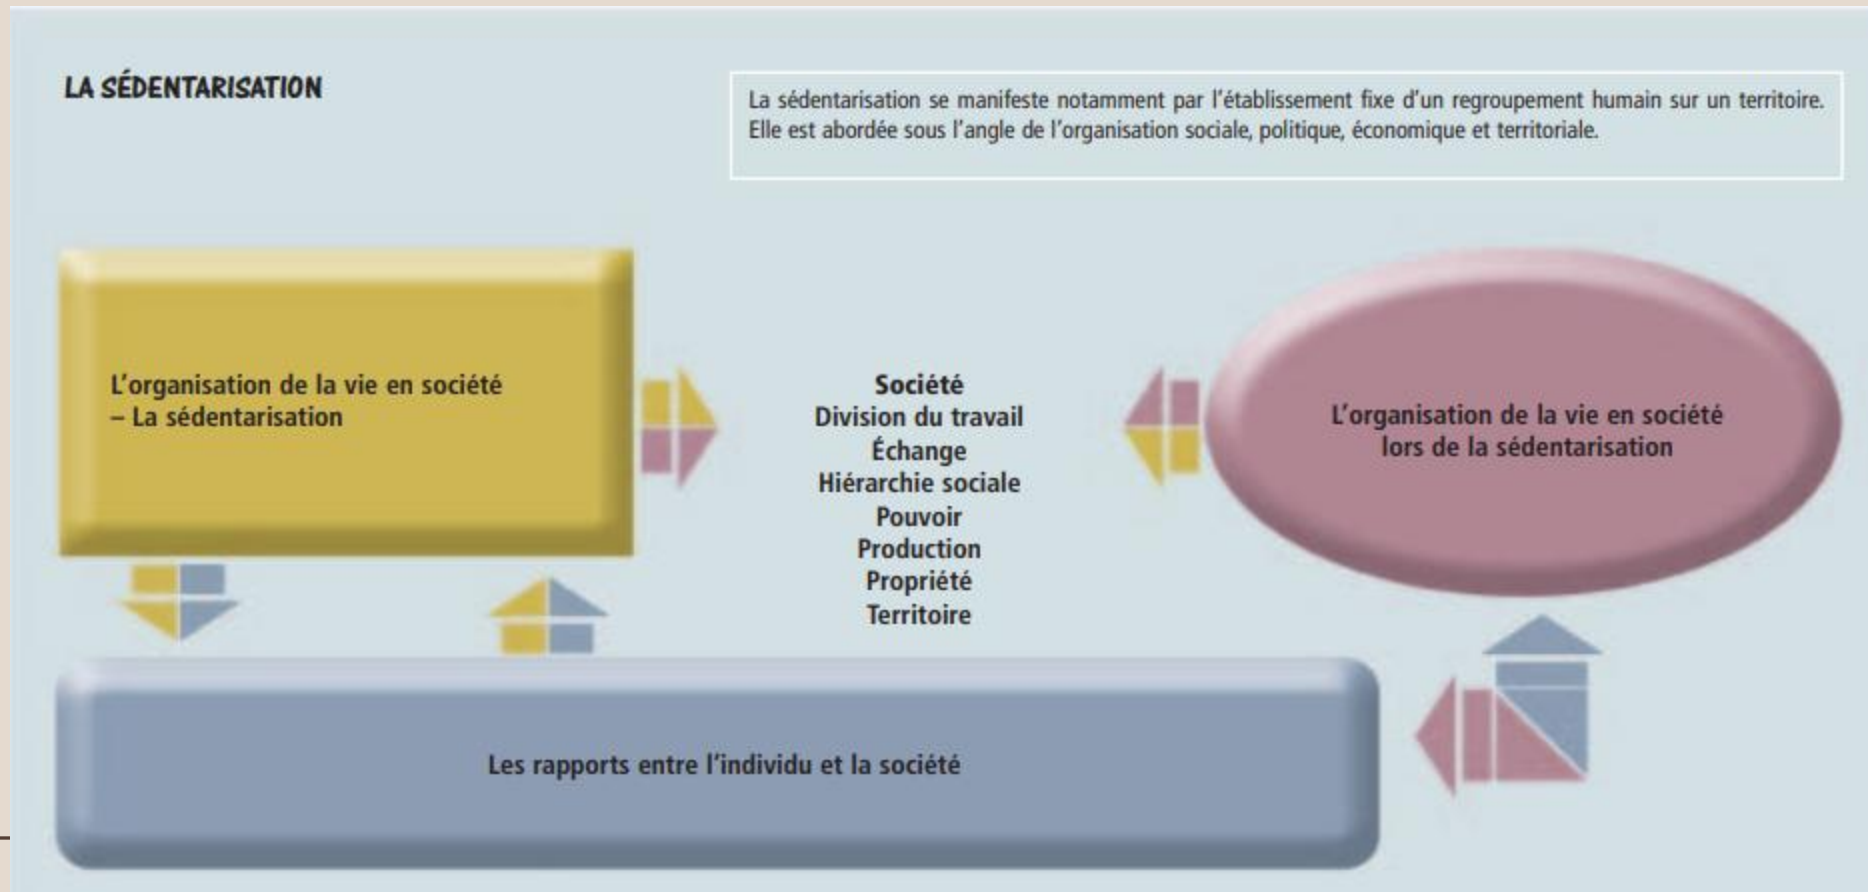 LA SÉDENTARISATION
La sédentarisation se manifeste notamment par l'établissement fixe d'un regroupement humain sur un territoire.
Elle est abordée sous l'angle de l'organisation sociale, politique, économique et territoriale.
L'organisation de la vie en société
– La sédentarisation
Société
Division du travail
Échange
Hiérarchie sociale
Pouvoir
Production
Propriété
Territoire
L'organisation de la vie en société
lors de la sédentarisation
Les rapports entre l'individu et la société